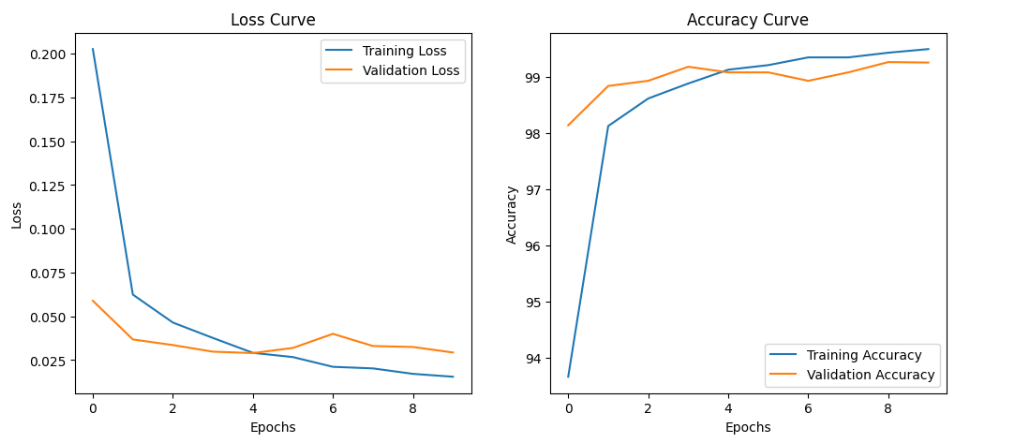 Loss Curve
Training Loss
Validation Loss
0.200
0.175
0.150
0.125
0.100
0.075
0.050
0.025
Loss
0 2 4 6 8
Epochs
Accuracy Curve
99
98
97
96
95
94
Accuracy
Training Accuracy
Validation Accuracy
0 2 4 6 8
Epochs